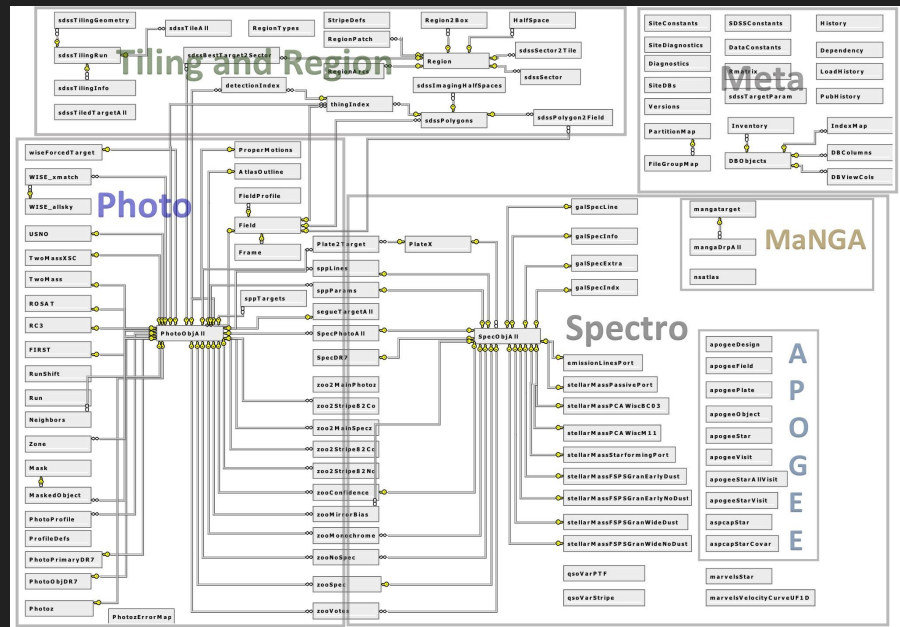 sdssTilingGeometry
sdssTileAll
RegionTypes
StripeDefs
Region2Box
HalfSpace
RegionPatch
sdssTilingRun
sdssBestTarget2Sector
Region
sdssSector2Tile
Tiling and Region
RegionArcs
sdssSector
sdssTilingInfo
detectionIndex
sdssImagingHalfSpaces
thingIndex
sdssTiledTargetAll
sdssPolygons
sdssPolygon2Field
SiteConstants
SDSSConstants
History
SiteDiagnostics
DataConstants
Dependency
Diagnostics
Rmatrix
LoadHistory
Meta
SiteDBs
sdssTargetParam
PubHistory
Versions
PartitionMap
Inventory
IndexMap
FileGroupMap
DBObjects
DBColumns
DBViewCols
wiseForcedTarget
WISE_xmatch
WISE_allsky
Photo
USNO
TwoMassXSC
TwoMass
ROSAT
RC3
FIRST
RunShift
Run
Neighbors
Zone
Mask
MaskedObject
PhotoProfile
ProfileDefs
PhotoPrimaryDR7
PhotoObjDR7
Photoz
PhotozErrorMap
PhotoObjAll
ProperMotions
AtlasOutline
FieldProfile
Field
Frame
sppTargets
Plate2Target
PlateX
sppLines
sppParams
segueTargetAll
SpecPhotoAll
SpecDR7
zoo2MainPhotoz
zoo2Stripe82Co
zoo2MainSpecz
zoo2Stripe82Co
zoo2Stripe82No
zooConfidence
zooMirrorBias
zooMonochrome
zooNoSpec
zooSpec
zooVotes
SpecObjAll
Spectro
galSpecLine
galSpecInfo
galSpecExtra
galSpecIndx
emissionLinesPort
stellarMassPassivePort
stellarMassPCAWiscBC03
stellarMassPCAWiscM11
stellarMassStarformingPort
stellarMassFSPSGranEarlyDust
stellarMassFSPSGranEarlyNoDust
stellarMassFSPSGranWideDust
stellarMassFSPSGranWideNoDust
qsoVarPTF
qsoVarStripe
mangatarget
mangaDrpAll
nsatlas
MaNGA
apogeeDesign
apogeeField
apogeePlate
apogeeObject
apogeeStar
apogeeVisit
apogeeStarAllVisit
apogeeStarVisit
aspcapStar
aspcapStarCovar
A
P
O
G
E
E
marvelsStar
marvelsVelocityCurveUF1D